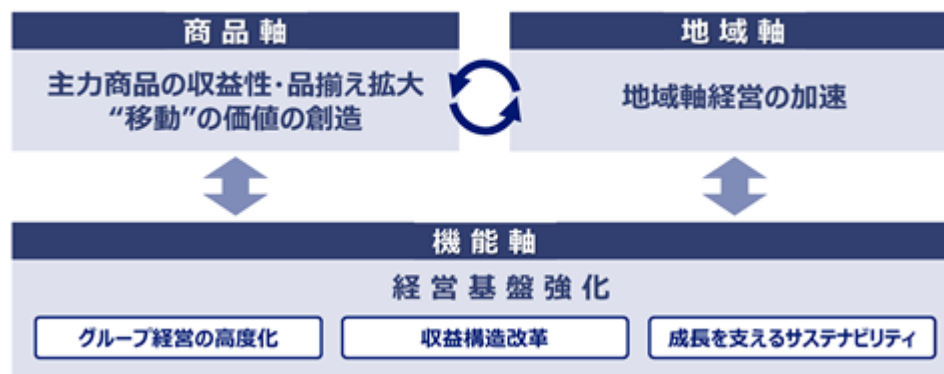 商品軸
主力商品の収益性・品揃え拡大
“移動”の価値の創造
地域軸
地域軸経営の加速
機能軸
経営基盤強化
グループ経営の高度化
収益構造改革
成長を支えるサステナビリティ